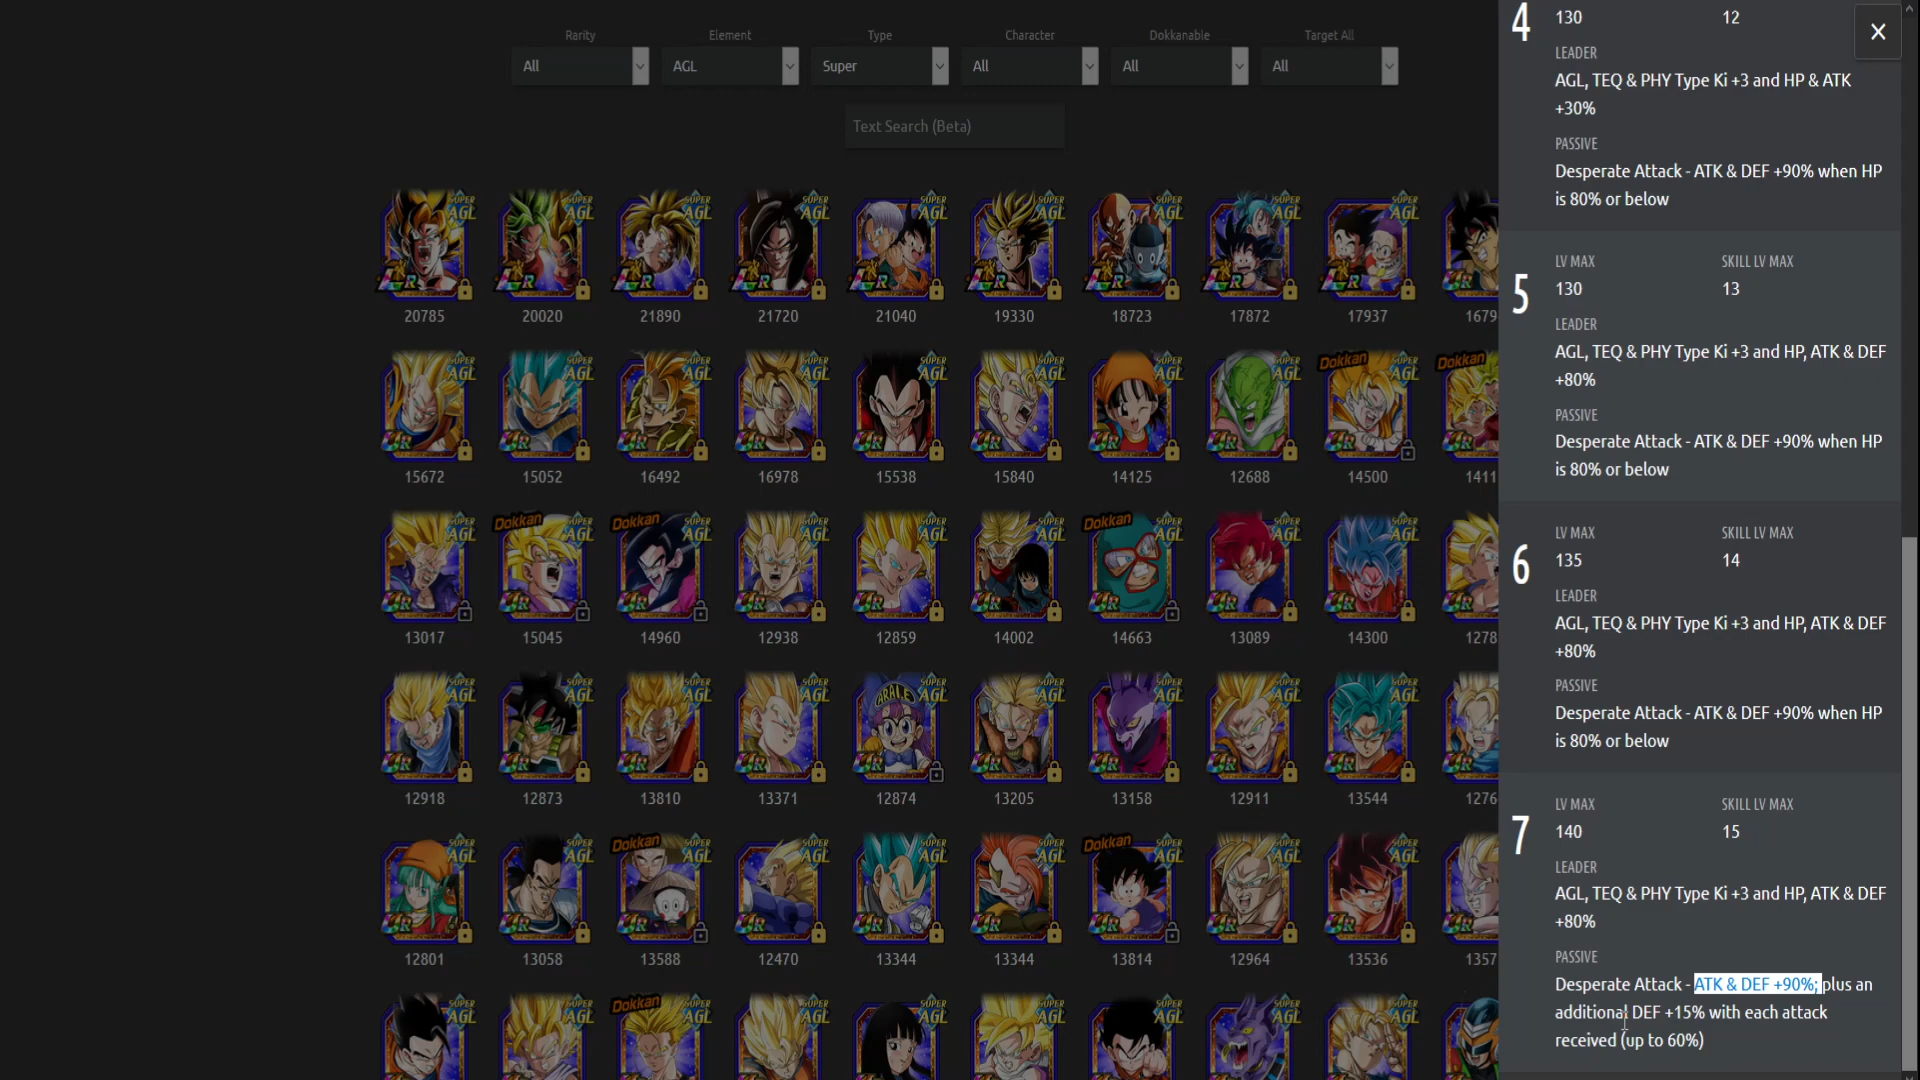 Rarity Element Type Character Dokkanable Target All
All AGL Super All All All
Text Search (Beta)
20785 20020 21890 21720 21040 19330 18723 17872 17937 1679
15672 15052 16492 16978 15538 15840 14125 12688 14500 1411
13017 15045 14960 12938 12859 14002 14663 13089 14300 1278
12918 12873 13810 13371 12874 13205 13158 12911 13544 1276
12801 13058 13588 12470 13344 13344 13814 12964 13536 1357
4
130 12
LEADER
AGL, TEQ & PHY Type Ki +3 and HP & ATK
+30%
PASSIVE
Desperate Attack - ATK & DEF +90% when HP
is 80% or below
5
LV MAX SKILL LV MAX
130 13
LEADER
AGL, TEQ & PHY Type Ki +3 and HP, ATK & DEF
+80%
PASSIVE
Desperate Attack - ATK & DEF +90% when HP
is 80% or below
6
LV MAX SKILL LV MAX
135 14
LEADER
AGL, TEQ & PHY Type Ki +3 and HP, ATK & DEF
+80%
PASSIVE
Desperate Attack - ATK & DEF +90% when HP
is 80% or below
7
LV MAX SKILL LV MAX
140 15
LEADER
AGL, TEQ & PHY Type Ki +3 and HP, ATK & DEF
+80%
PASSIVE
Desperate Attack - ATK & DEF +90%; plus an
additional DEF +15% with each attack
received (up to 60%)